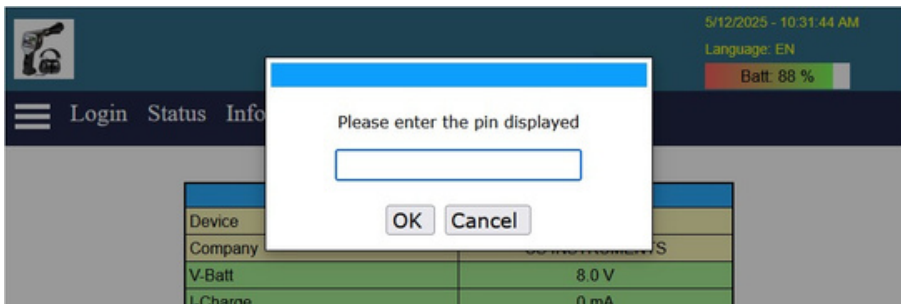 5/12/2025 - 10:31:44 AM
Language: EN
Batt: 88 %
Login Status Info
Please enter the pin displayed
OK Cancel
Device
Company
V-Batt 8.0 V
I-Charge 0 mA